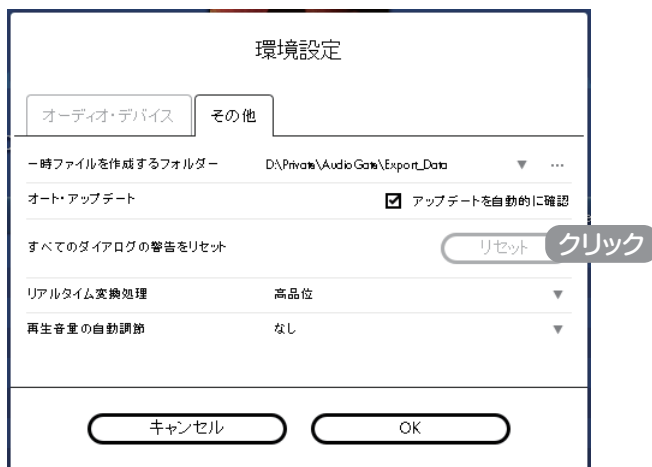 環境設定
オーディオ・デバイス その他
一時ファイルを作成するフォルダー D:\Private\AudioGate\Export_Data ▼ ...
オート・アップデート アップデートを自動的に確認
すべてのダイアログの警告をリセット リセット クリック
リアルタイム変換処理 高品位 ▼
再生音量の自動調節 なし ▼
キャンセル OK